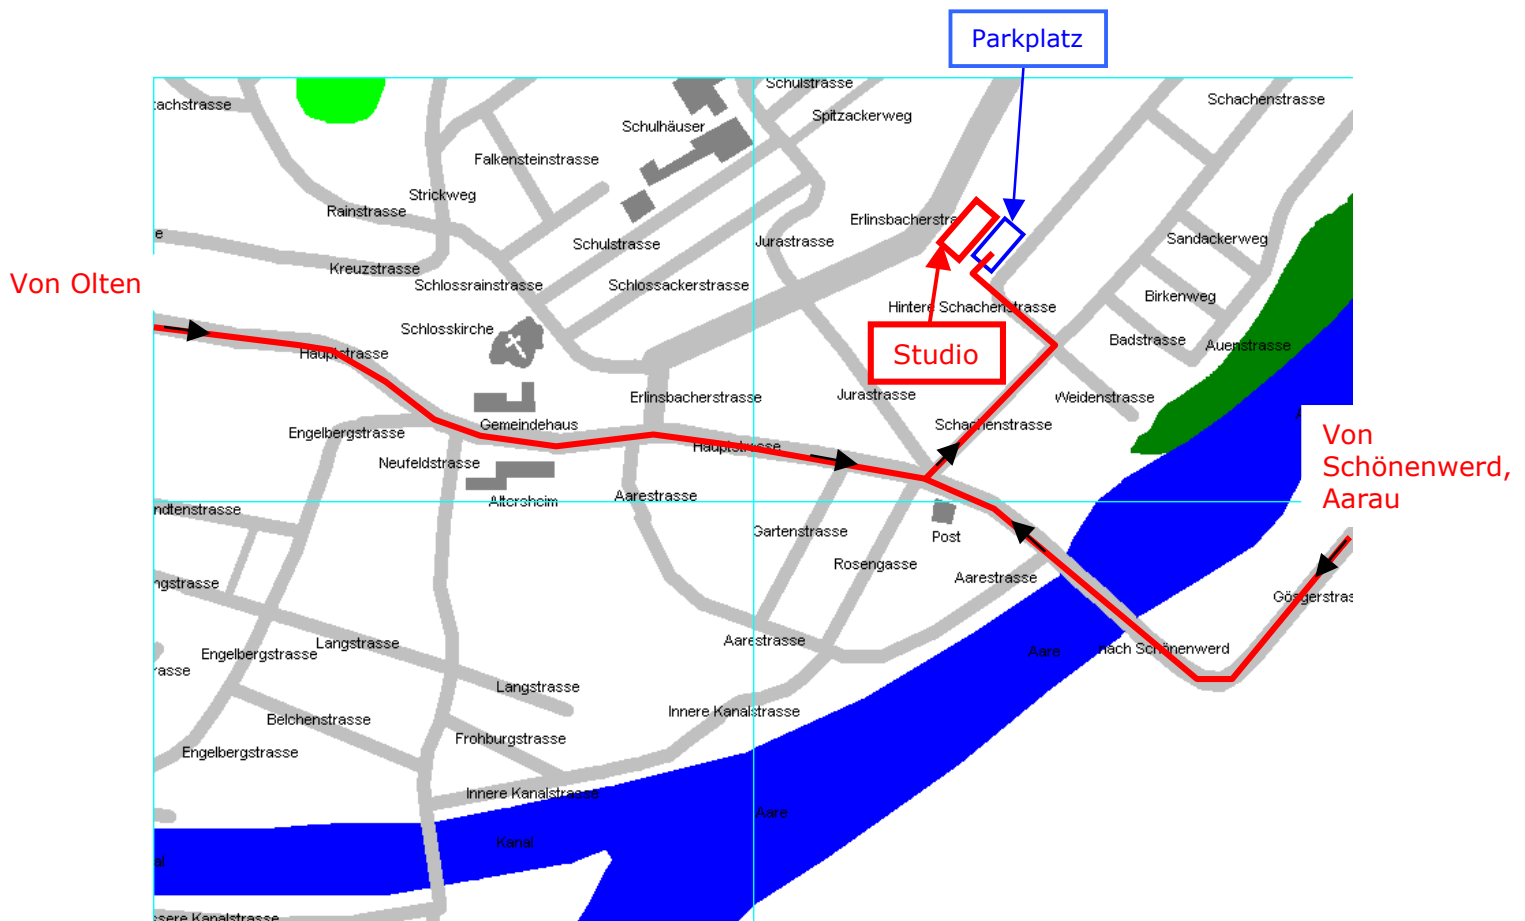 Parkplatz
Schulstrasse
zachstrasse
Schachenstrasse
Spitzackerweg
Schulhäuser
Falkensteinstrasse
Strickweg
Rainstrasse
Erlinsbacherstra
e
Schulstrasse
Jurastrasse
Sandackerweg
Kreuzstrasse
Von Olten
Schlossrainstrasse
Schlossackerstrasse
Birkenweg
Hintere Schachenstrasse
Schlosskirche
Badstrasse
Auenstrasse
Hauptstrasse
Studio
Erlinsbacherstrasse
Jurastrasse
Weidenstrasse
Gemeindehaus
Schachenstrasse
Engelbergstrasse
Von
Schönenwerd,
Aarau
Hauptstrasse
Neufeldstrasse
Altersheim
Aarestrasse
ndtenstrasse
Gartenstrasse
Post
Rosengasse
Aarestrasse
ngstrasse
Gösgerstras
Langstrasse
Aarestrasse
Engelbergstrasse
Aare
nach Schönenwerd
rasse
Langstrasse
Innere Kanalstrasse
Belchenstrasse
Frohburgstrasse
Engelbergstrasse
Innere Kanalstrasse
Aare
Kanal
al
ssere Kanalstrasse